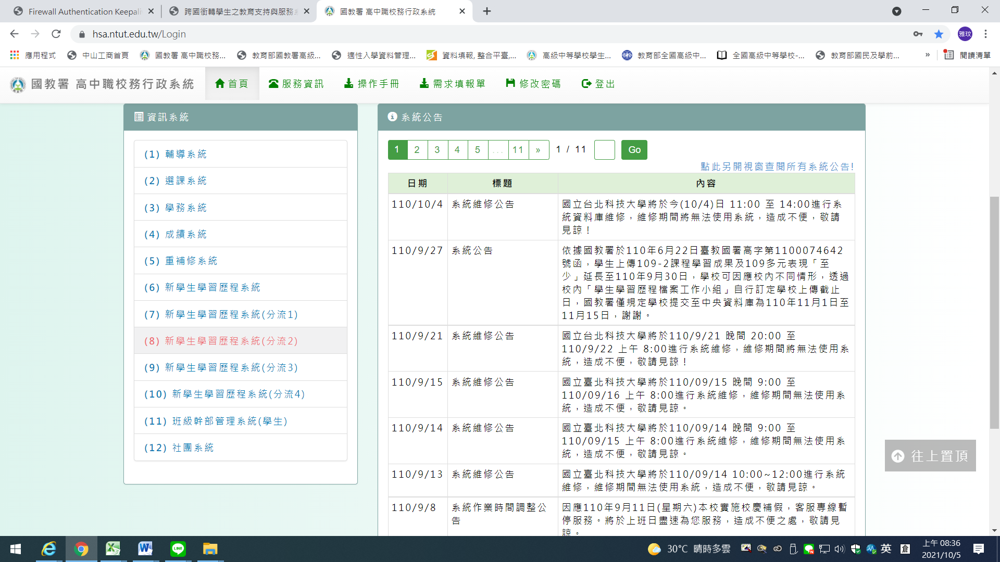 Firewall Authentication Keepali
跨國銜轉學生之教育支持與服務
國教署 高中職校務行政系統
hsa.ntut.edu.tw/Login
雅玟
應用程式
中山工商首頁
國教署 高中職校務...
教育部國教署高級...
適性入學資料管理...
資料填報, 整合平臺,...
高級中等學校學生...
教育部全國高級中...
全國高級中等學校-...
教育部國民及學前...
»
閱讀清單
國教署 高中職校務行政系統
首頁
服務資訊
操作手冊
需求填報單
修改密碼
登出
資訊系統
(1) 輔導系統
(2) 選課系統
(3) 學務系統
(4) 成績系統
(5) 重補修系統
(6) 新學生學習歷程系統
(7) 新學生學習歷程系統(分流1)
(8) 新學生學習歷程系統(分流2)
(9) 新學生學習歷程系統(分流3)
(10) 新學生學習歷程系統(分流4)
(11) 班級幹部管理系統(學生)
(12) 社團系統
系統公告
1 2 3 4 5 ... 11 » 1 / 11 Go
點此另開視窗查閱所有系統公告!
日期 標題 內容
110/10/4 系統維修公告 國立台北科技大學將於今(10/4)日 11:00 至 14:00進行系
統資料庫維修，維修期間將無法使用系統，造成不便，敬請
見諒！
110/9/27 系統公告 依據國教署於110年6月22日臺教國署高字第1100074642
號函，學生上傳109-2課程學習成果及109多元表現「至
少」延長至110年9月30日，學校可因應校內不同情形，透過
校內「學生學習歷程檔案工作小組」自行訂定學校上傳截止
日，國教署僅規定學校提交至中央資料庫為110年11月1日至
11月15日，謝謝。
110/9/21 系統維修公告 國立台北科技大學將於110/9/21 晚間 20:00 至
110/9/22 上午 8:00進行系統維修，維修期間將無法使用系
統，造成不便，敬請見諒！
110/9/15 系統維修公告 國立臺北科技大學將於110/09/15 晚間 9:00 至
110/09/16 上午 8:00進行系統維修，維修期間無法使用系
統，造成不便，敬請見諒。
110/9/14 系統維修公告 國立臺北科技大學將於110/09/14 晚間 9:00 至
110/09/15 上午 8:00進行系統維修，維修期間無法使用系
統，造成不便，敬請見諒。
110/9/13 系統維修公告 國立臺北科技大學將於110/09/14 10:00~12:00進行系統
維修，維修期間無法使用系統，造成不便，敬請見諒。
110/9/8 系統作業時間調整公告 因應110年9月11日(星期六)本校實施校慶補假，客服專線暫
停服務。將於上班日盡速為您服務，造成不便之處，敬請見
諒。
往上置頂
LINE
30°C 晴時多雲
英
倉
上午 08:36
2021/10/5